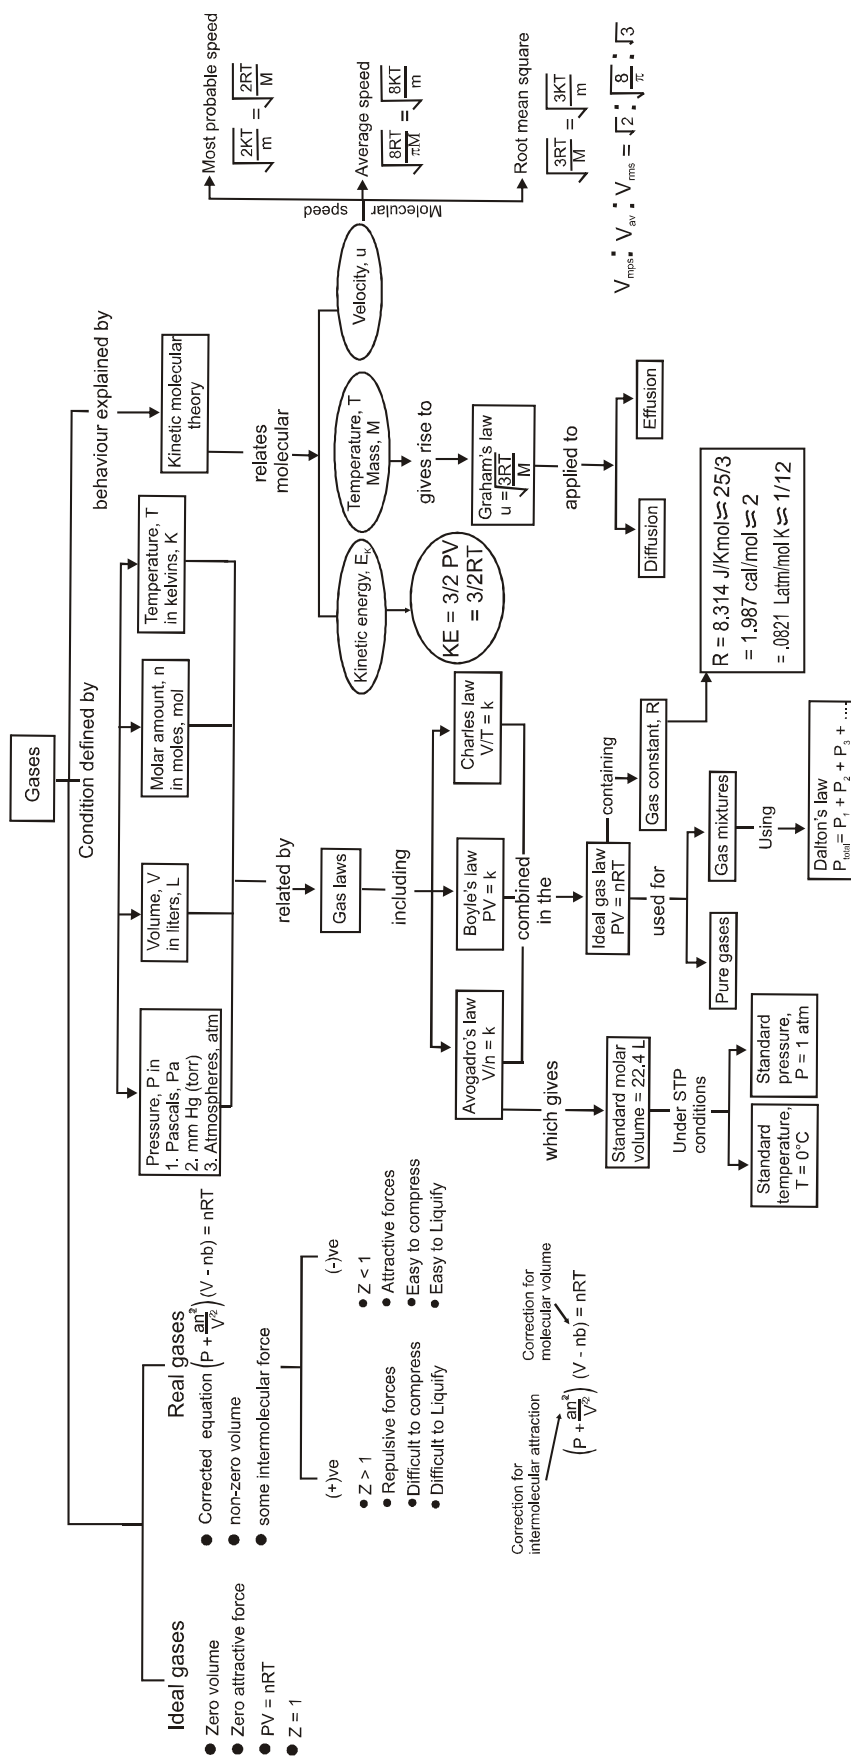 Gases
Ideal gases
● Zero volume
● Zero attractive force
● PV = nRT
● Z = 1
Real gases
● Corrected equation (P + an²/V²) (V - nb) = nRT
● non-zero volume
● some intermolecular force
(+)ve
● Z > 1
● Repulsive forces
● Difficult to compress
● Difficult to Liquify
(-)ve
● Z < 1
● Attractive forces
● Easy to compress
● Easy to Liquify
Correction for
intermolecular attraction
Correction for
molecular volume
(P + an²/V²) (V - nb) = nRT
Condition defined by
Pressure, P in
1. Pascals, Pa
2. mm Hg (torr)
3. Atmospheres, atm
Volume, V
in liters, L
Molar amount, n
in moles, mol
Temperature, T
in kelvins, K
related by
Gas laws
including
Avogadro's law
V/n = k
Boyle's law
PV = k
Charles law
V/T = k
combined
in the
which gives
Standard molar
volume = 22.4 L
Under STP
conditions
Standard
temperature,
T = 0°C
Standard
pressure,
P = 1 atm
Ideal gas law
PV = nRT
containing
Gas constant, R
R = 8.314 J/Kmol ≈ 25/3
= 1.987 cal/mol ≈ 2
= .0821 Latm/mol K ≈ 1/12
used for
Pure gases
Gas mixtures
Using
Dalton's law
P_total = P₁ + P₂ + P₃ + ....
behaviour explained by
Kinetic molecular
theory
relates
molecular
Kinetic energy, E_K
KE = 3/2 PV
= 3/2RT
Temperature, T
Mass, M
gives rise to
Graham's law
u = √(3RT/M)
applied to
Diffusion
Effusion
Velocity, u
Molecular
speed
Most probable speed
√(2KT/m) = √(2RT/M)
Average speed
√(8RT/πM) = √(8KT/m)
Root mean square
√(3RT/M) = √(3KT/m)
V_mps : V_av : V_rms = √2 : √(8/π) : √3